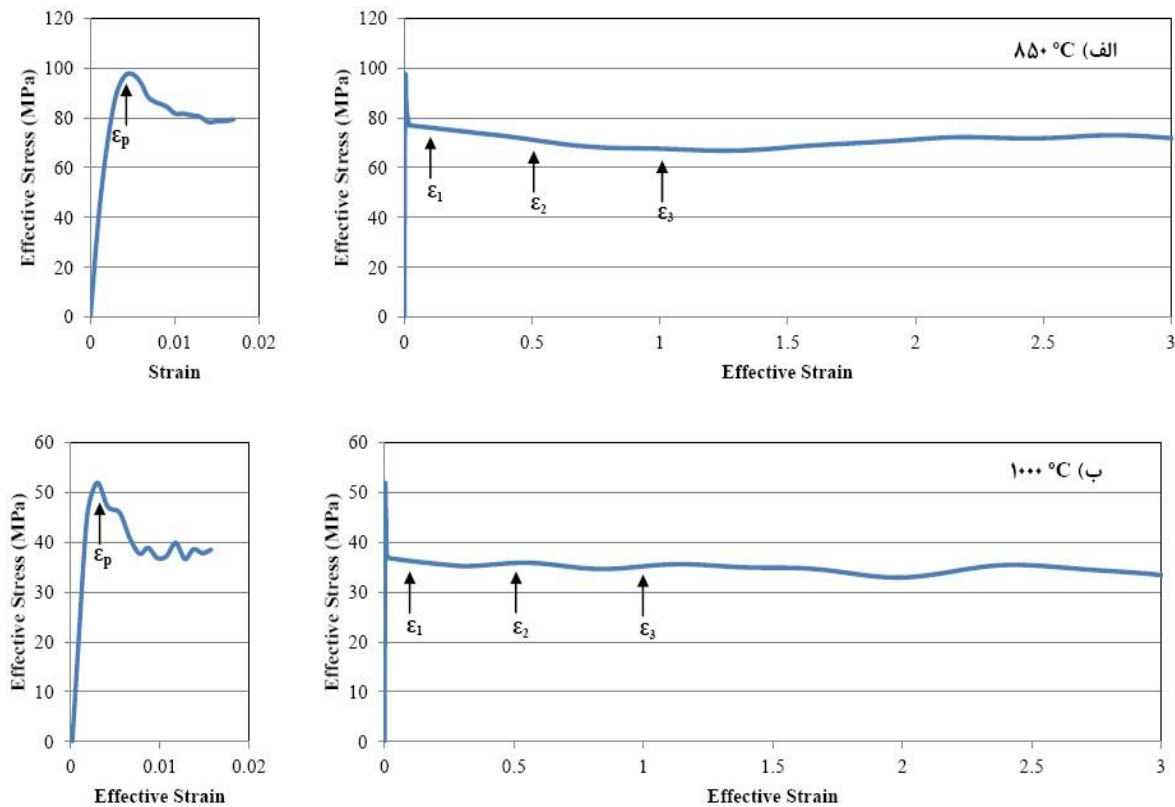 120
100
80
60
40
20
0
Effective Stress (MPa)
εp
0 0.01 0.02
Strain
120
100
80
60
40
20
0
Effective Stress (MPa)
الف) ۸۵۰ °C
ε1
ε2
ε3
0 0.5 1 1.5 2 2.5 3
Effective Strain
60
50
40
30
20
10
0
Effective Stress (MPa)
εp
0 0.01 0.02
Effective Strain
60
50
40
30
20
10
0
Effective Stress (MPa)
ب) ۱۰۰۰ °C
ε1
ε2
ε3
0 0.5 1 1.5 2 2.5 3
Effective Strain